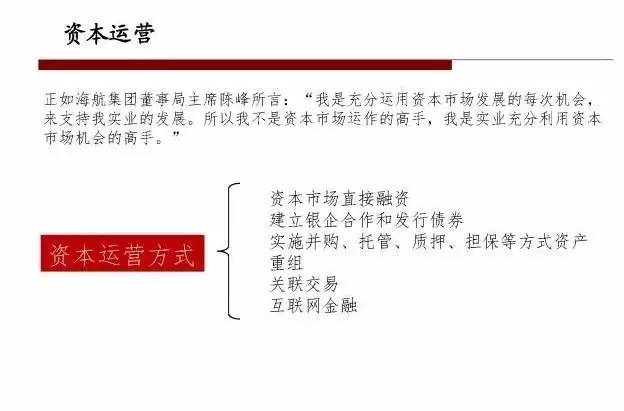 资本运营
正如海航集团董事局主席陈峰所言：“我是充分运用资本市场发展的每次机会，
来支持我实业的发展。所以我不是资本市场运作的高手，我是实业充分利用资本
市场机会的高手。”
资本运营方式
资本市场直接融资
建立银企合作和发行债券
实施并购、托管、质押、担保等方式资产
重组
关联交易
互联网金融